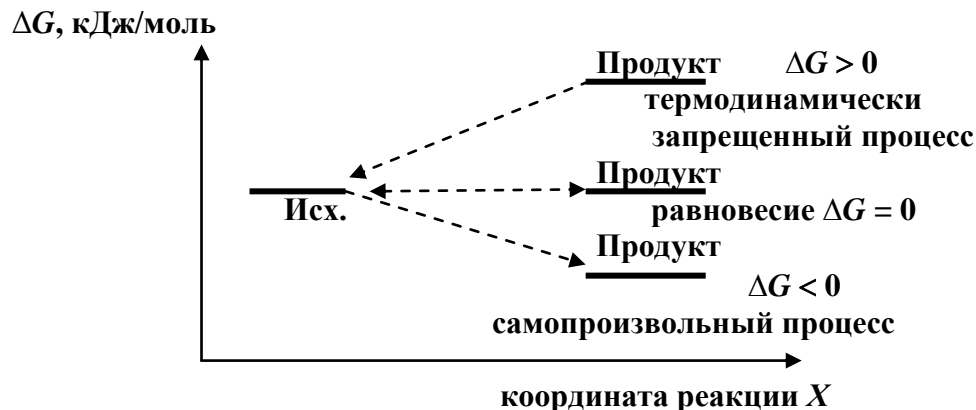 ΔG, кДж/моль
Продукт ΔG > 0
термодинамически
запрещенный процесс
Продукт
Исх.
равновесие ΔG = 0
Продукт
ΔG < 0
самопроизвольный процесс
координата реакции X